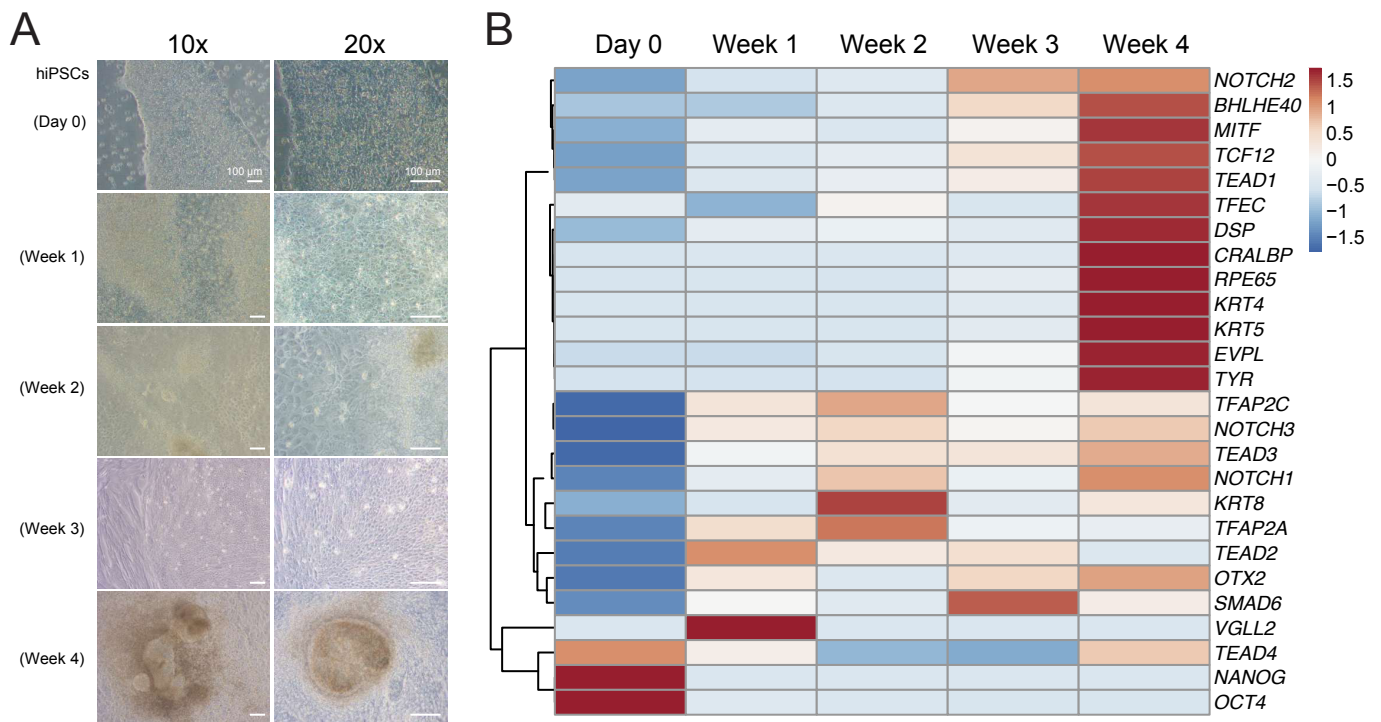 A
10x
20x
hiPSCs
(Day 0)
100 µm
100 µm
(Week 1)
(Week 2)
(Week 3)
(Week 4)
B
Day 0 Week 1 Week 2 Week 3 Week 4
NOTCH2
BHLHE40
MITF
TCF12
TEAD1
TFEC
DSP
CRALBP
RPE65
KRT4
KRT5
EVPL
TYR
TFAP2C
NOTCH3
TEAD3
NOTCH1
KRT8
TFAP2A
TEAD2
OTX2
SMAD6
VGLL2
TEAD4
NANOG
OCT4
1.5
1
0.5
0
−0.5
−1
−1.5